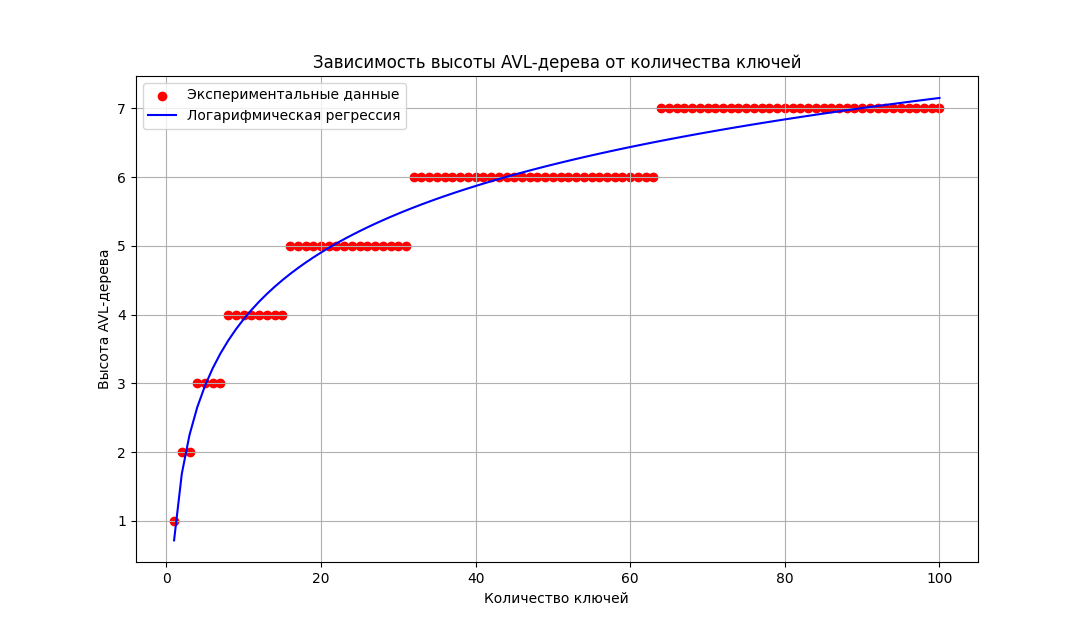 Зависимость высоты AVL-дерева от количества ключей
Экспериментальные данные
Логарифмическая регрессия
7
6
5
4
3
2
1
Высота AVL-дерева
0 20 40 60 80 100
Количество ключей